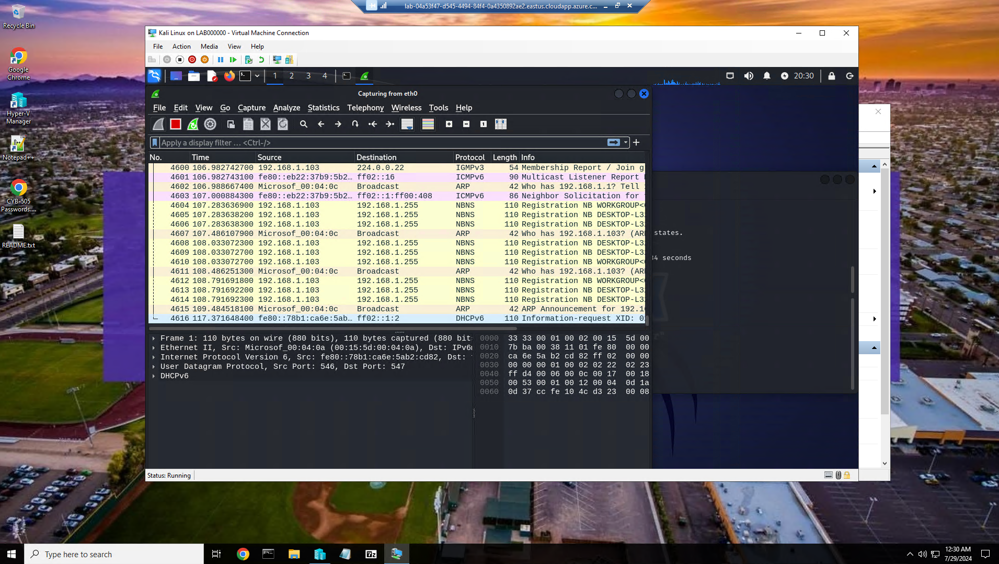 lab-04a53f47-d545-4494-84f4-0a4350892ae2.eastus.cloudapp.azure.c...
Recycle Bin
Google
Chrome
Hyper-V
Manager
Notepad++
CYB-505
Passwords....
README.txt
Kali Linux on LAB000000 - Virtual Machine Connection
File Action Media View Help
1 2 3 4 20:30
Capturing from eth0
File Edit View Go Capture Analyze Statistics Telephony Wireless Tools Help
Apply a display filter ... <Ctrl-/>
No. Time Source Destination Protocol Length Info
4600 106.982742700 192.168.1.103 224.0.0.22 IGMPv3 54 Membership Report / Join g
4601 106.982743100 fe80::eb22:37b9:5b2… ff02::16 ICMPv6 90 Multicast Listener Report
4602 106.988667400 Microsof_00:04:0c Broadcast ARP 42 Who has 192.168.1.1? Tell
4603 107.000884300 fe80::eb22:37b9:5b2… ff02::1:ff00:408 ICMPv6 86 Neighbor Solicitation for
4604 107.283636900 192.168.1.103 192.168.1.255 NBNS 110 Registration NB WORKGROUP<
4605 107.283638200 192.168.1.103 192.168.1.255 NBNS 110 Registration NB DESKTOP-L3
4606 107.283638300 192.168.1.103 192.168.1.255 NBNS 110 Registration NB DESKTOP-L3
4607 107.486107900 Microsof_00:04:0c Broadcast ARP 42 Who has 192.168.1.103? (AR
4608 108.033072300 192.168.1.103 192.168.1.255 NBNS 110 Registration NB DESKTOP-L3
4609 108.033072700 192.168.1.103 192.168.1.255 NBNS 110 Registration NB DESKTOP-L3
4610 108.033072700 192.168.1.103 192.168.1.255 NBNS 110 Registration NB WORKGROUP<
4611 108.486251300 Microsof_00:04:0c Broadcast ARP 42 Who has 192.168.1.103? (AR
4612 108.791691800 192.168.1.103 192.168.1.255 NBNS 110 Registration NB WORKGROUP<
4613 108.791692200 192.168.1.103 192.168.1.255 NBNS 110 Registration NB DESKTOP-L3
4614 108.791692300 192.168.1.103 192.168.1.255 NBNS 110 Registration NB DESKTOP-L3
4615 109.484518100 Microsof_00:04:0c Broadcast ARP 42 ARP Announcement for 192.1
4616 117.371648400 fe80::78b1:ca6e:5ab… ff02::1:2 DHCPv6 110 Information-request XID: 0
states.
34 seconds
Frame 1: 110 bytes on wire (880 bits), 110 bytes captured (880 bit
Ethernet II, Src: Microsof_00:04:0a (00:15:5d:00:04:0a), Dst: IPv6
Internet Protocol Version 6, Src: fe80::78b1:ca6e:5ab2:cd82, Dst:
User Datagram Protocol, Src Port: 546, Dst Port: 547
DHCPv6
0000 33 33 00 01 00 02 00 15 5d 00
0010 7b ba 00 38 11 01 fe 80 00 00
0020 ca 6e 5a b2 cd 82 ff 02 00 00
0030 00 00 00 01 00 02 02 22 02 23
0040 ff d4 00 06 00 0c 00 17 00 18
0050 00 53 00 01 00 12 00 04 0d 1a
0060 0d 37 cc fe 10 4c d3 23 00 08
Status: Running
Type here to search
7z
12:30 AM
7/29/2024